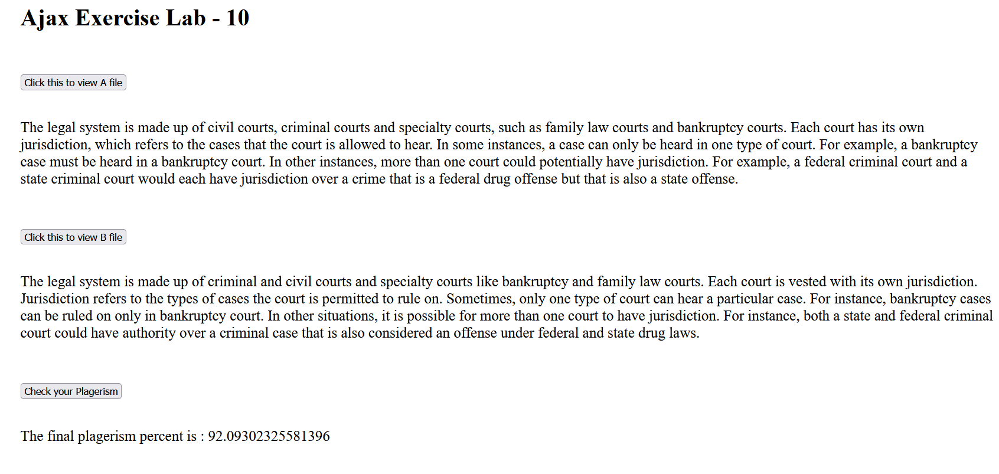 Ajax Exercise Lab - 10
Click this to view A file
The legal system is made up of civil courts, criminal courts and specialty courts, such as family law courts and bankruptcy courts. Each court has its own
jurisdiction, which refers to the cases that the court is allowed to hear. In some instances, a case can only be heard in one type of court. For example, a bankruptcy
case must be heard in a bankruptcy court. In other instances, more than one court could potentially have jurisdiction. For example, a federal criminal court and a
state criminal court would each have jurisdiction over a crime that is a federal drug offense but that is also a state offense.
Click this to view B file
The legal system is made up of criminal and civil courts and specialty courts like bankruptcy and family law courts. Each court is vested with its own jurisdiction.
Jurisdiction refers to the types of cases the court is permitted to rule on. Sometimes, only one type of court can hear a particular case. For instance, bankruptcy cases
can be ruled on only in bankruptcy court. In other situations, it is possible for more than one court to have jurisdiction. For instance, both a state and federal criminal
court could have authority over a criminal case that is also considered an offense under federal and state drug laws.
Check your Plagerism
The final plagerism percent is : 92.09302325581396